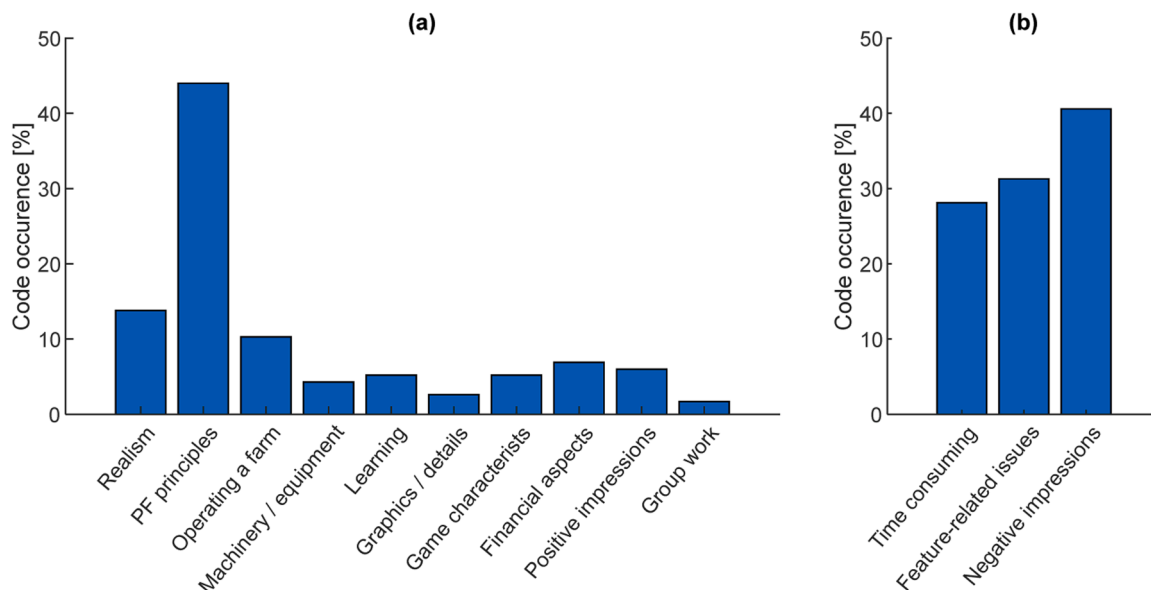 (a)
Code occurence [%]
50
40
30
20
10
0
Realism
PF principles
Operating a farm
Machinery / equipment
Learning
Graphics / details
Game characterists
Financial aspects
Positive impressions
Group work
(b)
Code occurence [%]
50
40
30
20
10
0
Time consuming
Feature-related issues
Negative impressions